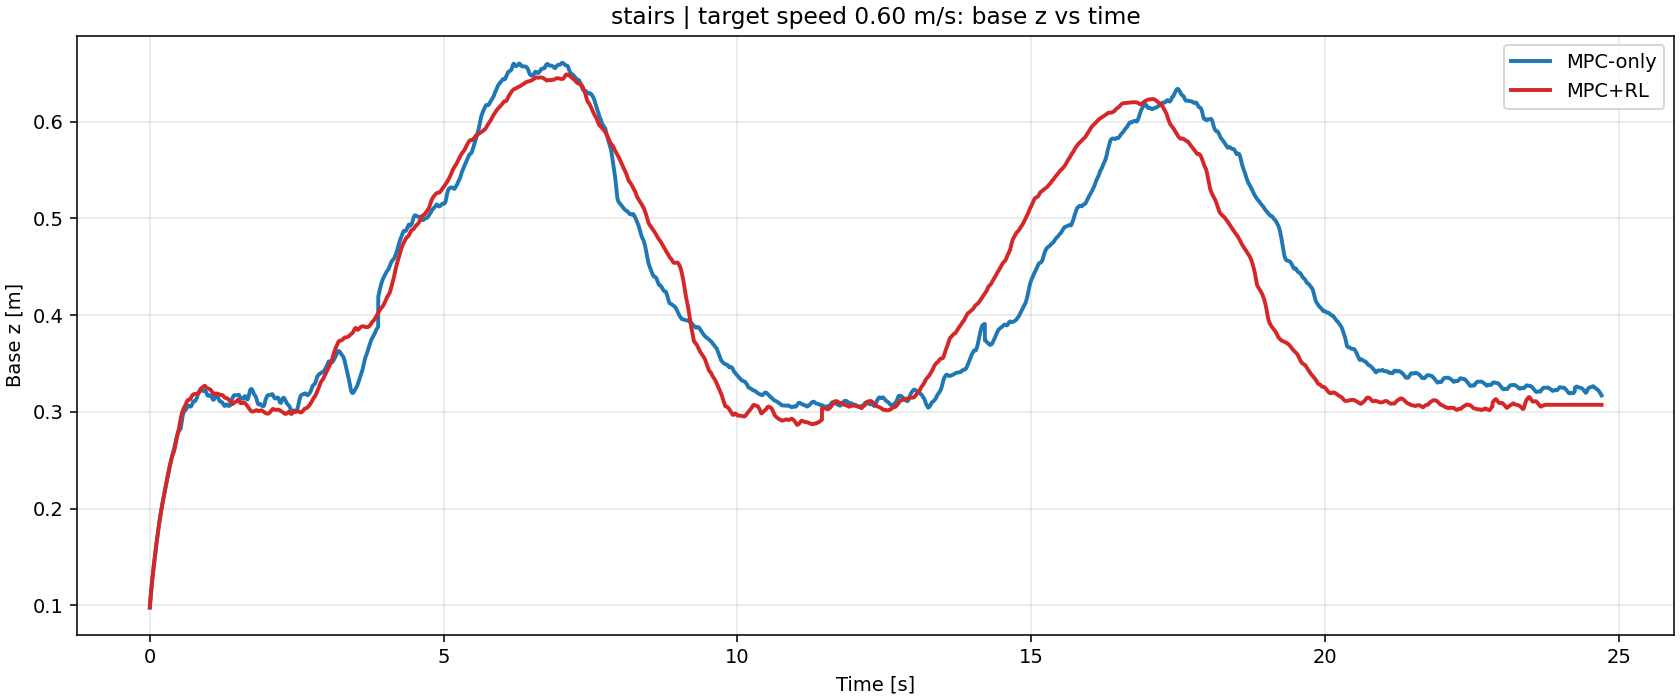 stairs | target speed 0.60 m/s: base z vs time
MPC-only
MPC+RL
Base z [m]
0.6
0.5
0.4
0.3
0.2
0.1
0
5
10
15
20
25
Time [s]